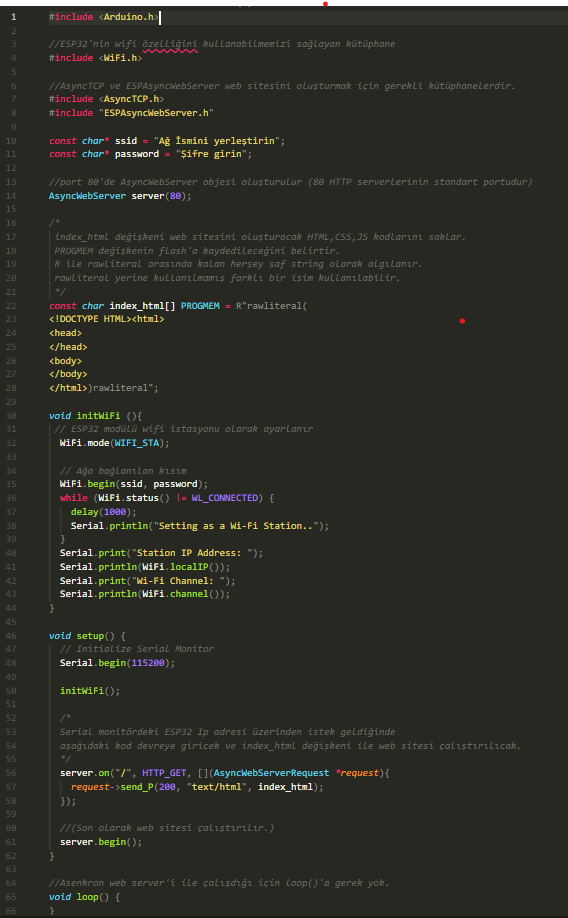 1 #include <Arduino.h>
2
3 //ESP32'nin wifi özelliğini kullanabilmemizi sağlayan kütüphane
4 #include <WiFi.h>
5
6 //AsyncTCP ve ESPAsyncWebServer web sitesini oluşturmak için gerekli kütüphanelerdir.
7 #include <AsyncTCP.h>
8 #include "ESPAsyncWebServer.h"
9
10 const char* ssid = "Ağ İsmini yerleştirin";
11 const char* password = "Şifre girin";
12
13 //port 80'de AsyncWebServer objesi oluşturulur (80 HTTP serverlerinin standart portudur)
14 AsyncWebServer server(80);
15
16 /*
17 index_html değişkeni web sitesini oluşturacak HTML,CSS,JS kodlarını saklar.
18 PROGMEM değişkenin flash'a kaydedileceğini belirtir.
19 R ile rawliteral arasında kalan herşey saf string olarak algılanır.
20 rawliteral yerine kullanılmamış farklı bir isim kullanılabilir.
21 */
22 const char index_html[] PROGMEM = R"rawliteral(
23 <!DOCTYPE HTML><html>
24 <head>
25 </head>
26 <body>
27 </body>
28 </html>)rawliteral";
29
30 void initWiFi (){
31 // ESP32 modülü wifi istasyonu olarak ayarlanır
32 WiFi.mode(WIFI_STA);
33
34 // Ağa bağlanılan kısım
35 WiFi.begin(ssid, password);
36 while (WiFi.status() != WL_CONNECTED) {
37 delay(1000);
38 Serial.println("Setting as a Wi-Fi Station..");
39 }
40 Serial.print("Station IP Address: ");
41 Serial.println(WiFi.localIP());
42 Serial.print("Wi-Fi Channel: ");
43 Serial.println(WiFi.channel());
44 }
45
46 void setup() {
47 // Initialize Serial Monitor
48 Serial.begin(115200);
49
50 initWiFi();
51
52 /*
53 Serial monitördeki ESP32 Ip adresi üzerinden istek geldiğinde
54 aşağıdaki kod devreye giricek ve index_html değişkeni ile web sitesi çalıştırılıcak.
55 */
56 server.on("/", HTTP_GET, [](AsyncWebServerRequest *request){
57 request->send_P(200, "text/html", index_html);
58 });
59
60 //(Son olarak web sitesi çalıştırılır.)
61 server.begin();
62 }
63
64 //Asenkron web server'i ile çalışdığı için loop()'a gerek yok.
65 void loop() {
66 }